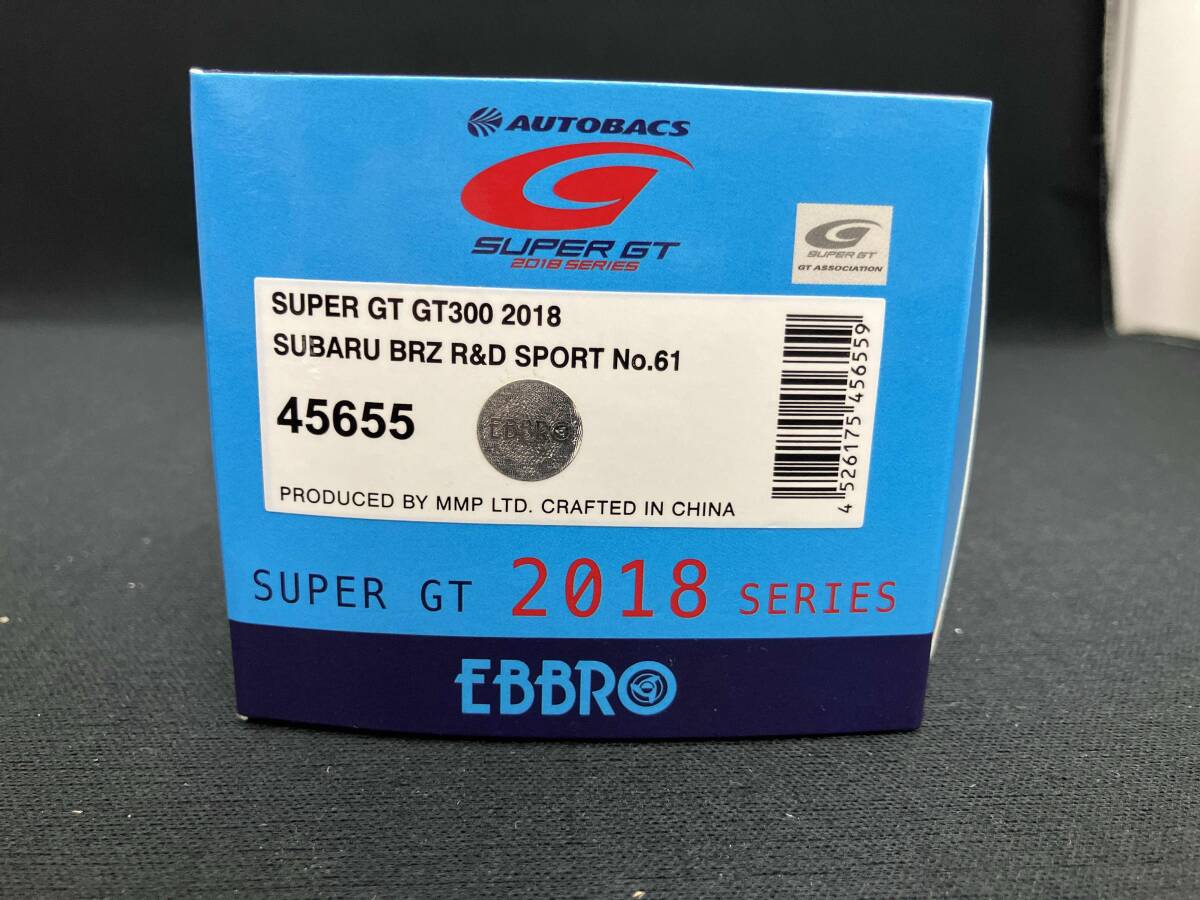 AUTOBACS
SUPER GT
2018 SERIES
SUPER GT
GT ASSOCIATION
SUPER GT GT300 2018
SUBARU BRZ R&D SPORT No.61
45655
EBBRO
4 526175 456559
PRODUCED BY MMP LTD. CRAFTED IN CHINA
SUPER GT 2018 SERIES
EBBRO